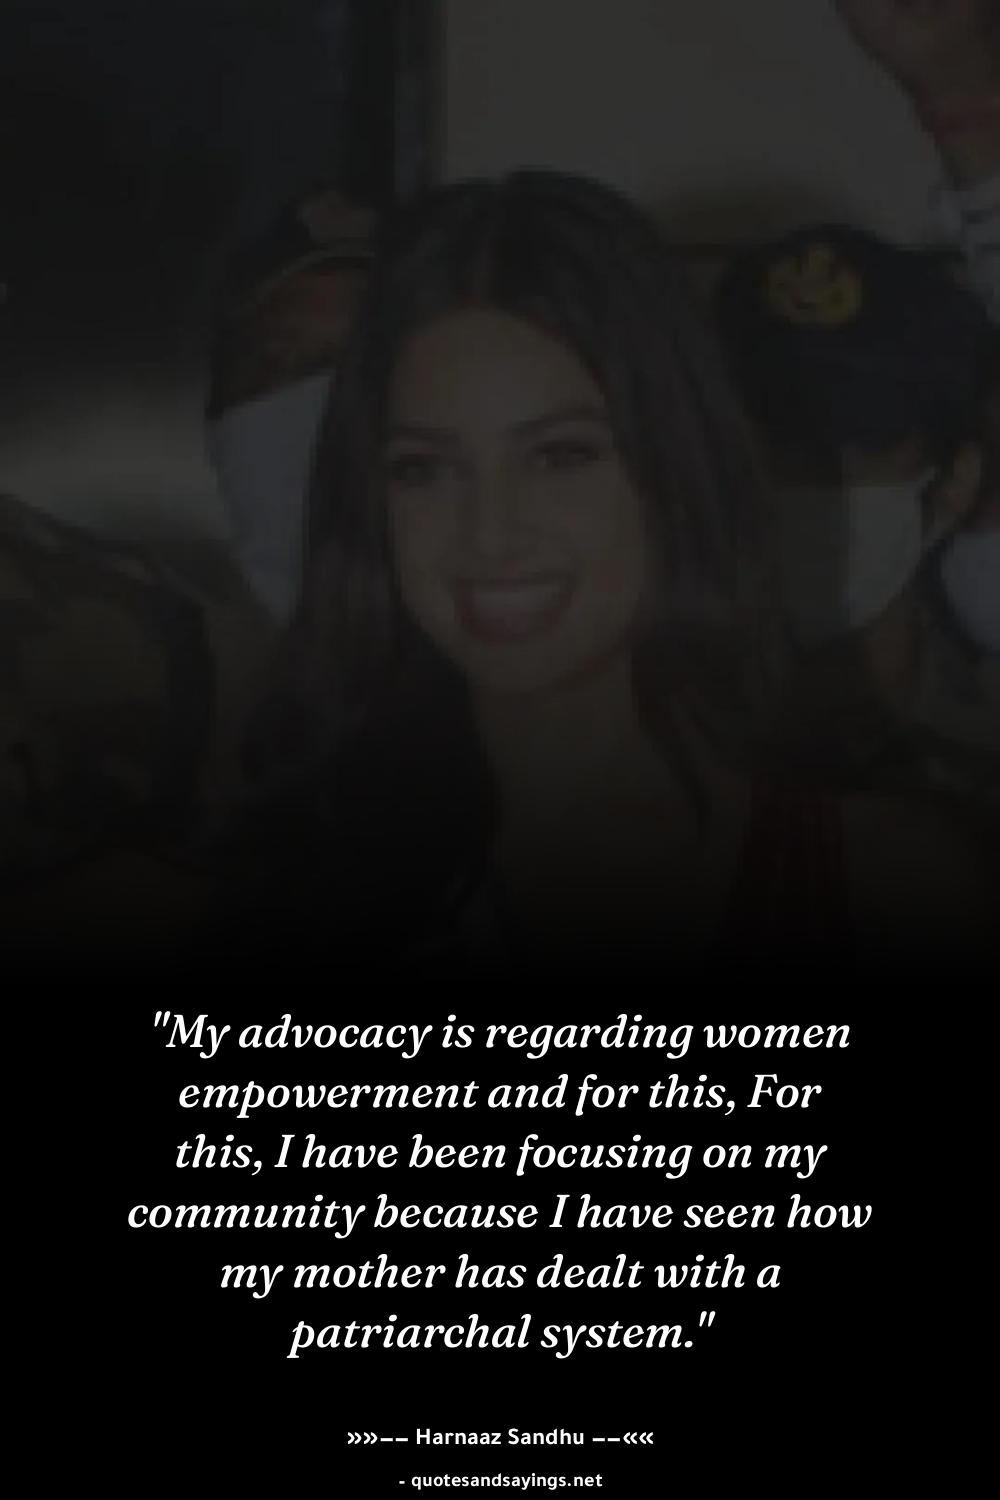 "My advocacy is regarding women
empowerment and for this, For
this, I have been focusing on my
community because I have seen how
my mother has dealt with a
patriarchal system."
»»−− Harnaaz Sandhu −−««
- quotesandsayings.net